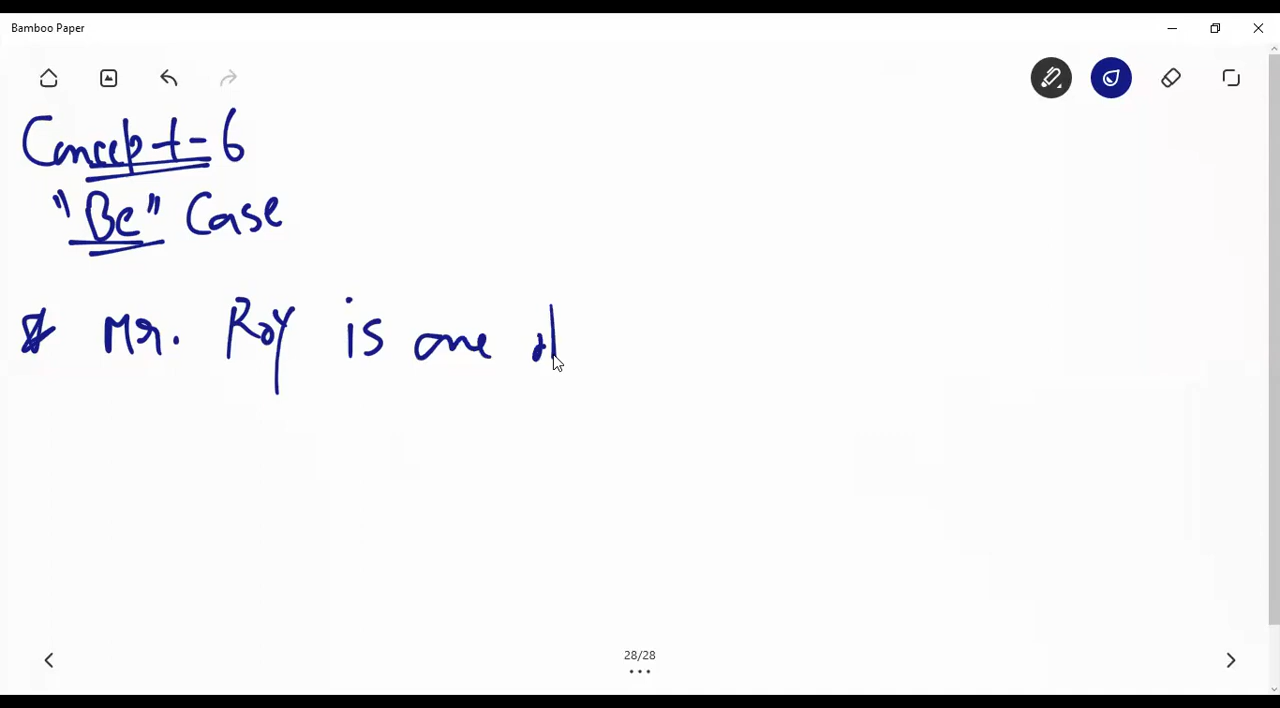 Bamboo Paper
Concept-6
"Be" Case
* Mr. Roy is one
28/28